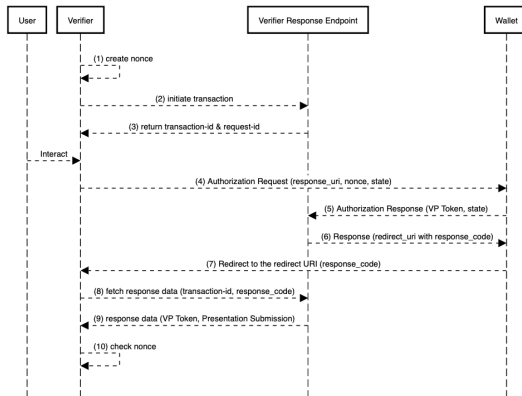 User
Verifier
Verifier Response Endpoint
Wallet
(1) create nonce
(2) initiate transaction
(3) return transaction-id & request-id
Interact
(4) Authorization Request (response_uri, nonce, state)
(5) Authorization Response (VP Token, state)
(6) Response (redirect_uri with response_code)
(7) Redirect to the redirect URI (response_code)
(8) fetch response data (transaction-id, response_code)
(9) response data (VP Token, Presentation Submission)
(10) check nonce